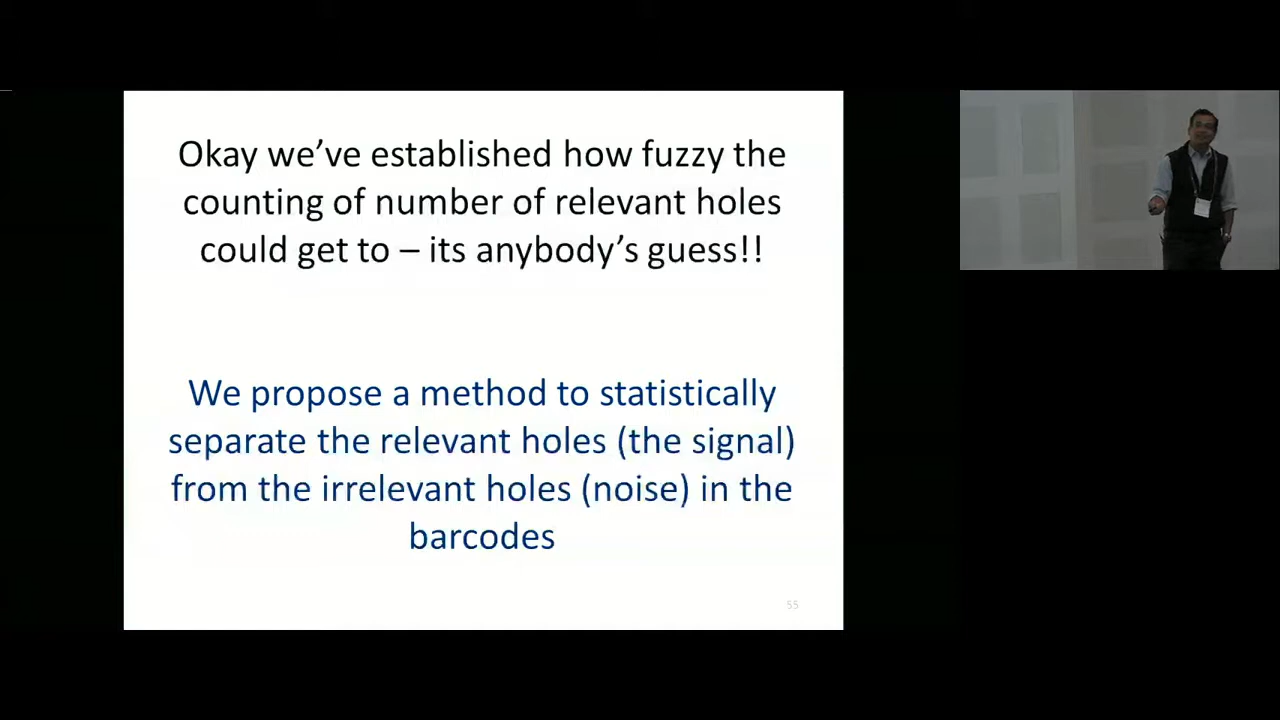 Okay we’ve established how fuzzy the
counting of number of relevant holes
could get to – its anybody’s guess!!
We propose a method to statistically
separate the relevant holes (the signal)
from the irrelevant holes (noise) in the
barcodes
55